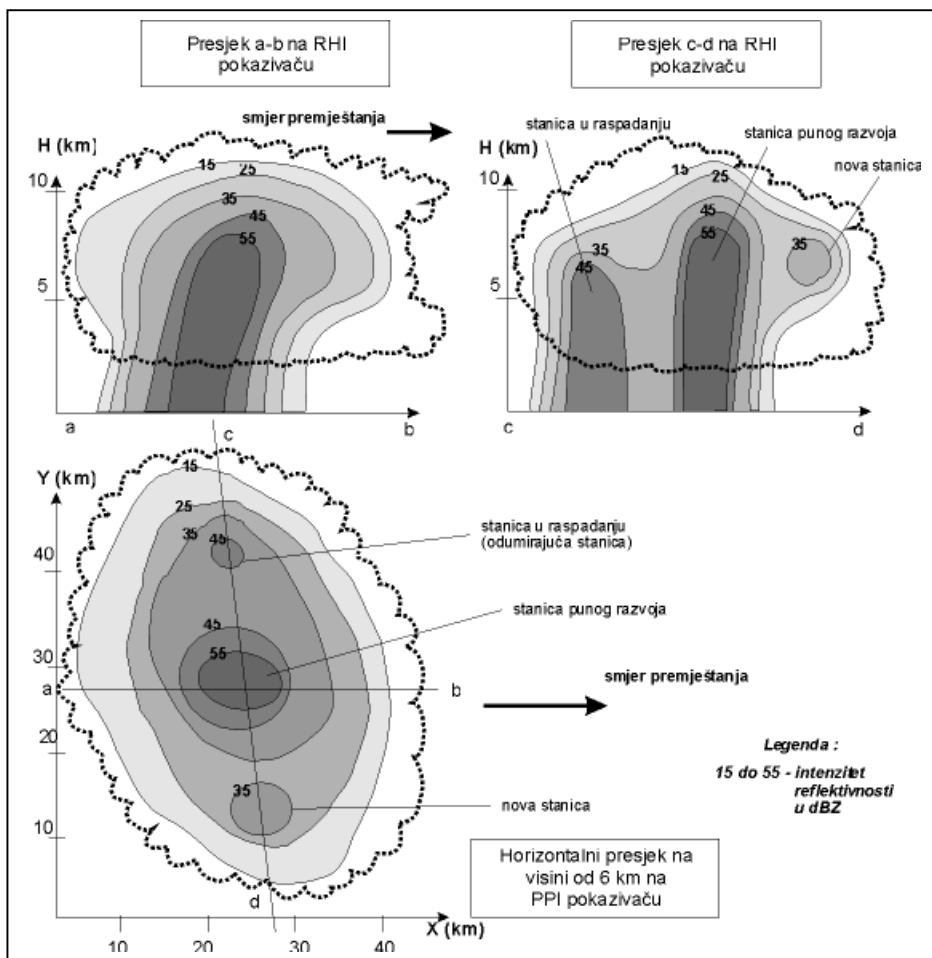 Presjek a-b na RHI
pokazivaču
Presjek c-d na RHI
pokazivaču
smjer premještanja
H (km)
10
5
15
25
35
45
55
a
b
stanica u raspadanju
stanica punog razvoja
nova stanica
H (km)
10
5
15
25
45
55
35
45
35
c
d
c
Y (km)
40
30
20
10
15
25
35
45
45
55
35
a
b
d
stanica u raspadanju
(odumirajuća stanica)
stanica punog razvoja
smjer premještanja
nova stanica
Legenda :
15 do 55 - intenzitet
reflektivnosti
u dBZ
Horizontalni presjek na
visini od 6 km na
PPI pokazivaču
X (km)
10
20
30
40